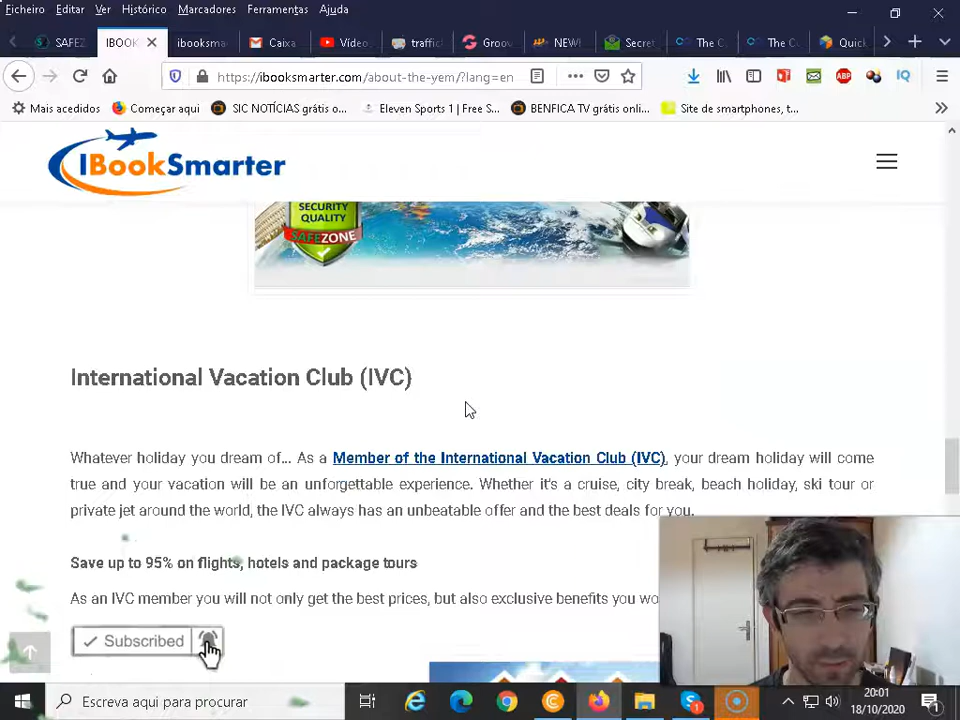 Ficheiro Editar Ver Histórico Marcadores Ferramentas Ajuda
SAFEZ IBOOK ibooksma Caixa Vídeo traffic Groov NEW! Secret The C The C Quick
https://ibooksmarter.com/about-the-yem/?lang=en ABP IQ
Mais acedidos Começar aqui SIC NOTÍCIAS grátis o... Eleven Sports 1 | Free S... BENFICA TV grátis onli... Site de smartphones, t...
IBookSmarter
SECURITY
QUALITY
SAFEZONE
International Vacation Club (IVC)
Whatever holiday you dream of... As a Member of the International Vacation Club (IVC), your dream holiday will come
true and your vacation will be an unforgettable experience. Whether it's a cruise, city break, beach holiday, ski tour or
private jet around the world, the IVC always has an unbeatable offer and the best deals for you.
Save up to 95% on flights, hotels and package tours
As an IVC member you will not only get the best prices, but also exclusive benefits you wo
Subscribed
Escreva aqui para procurar
20:01
18/10/2020